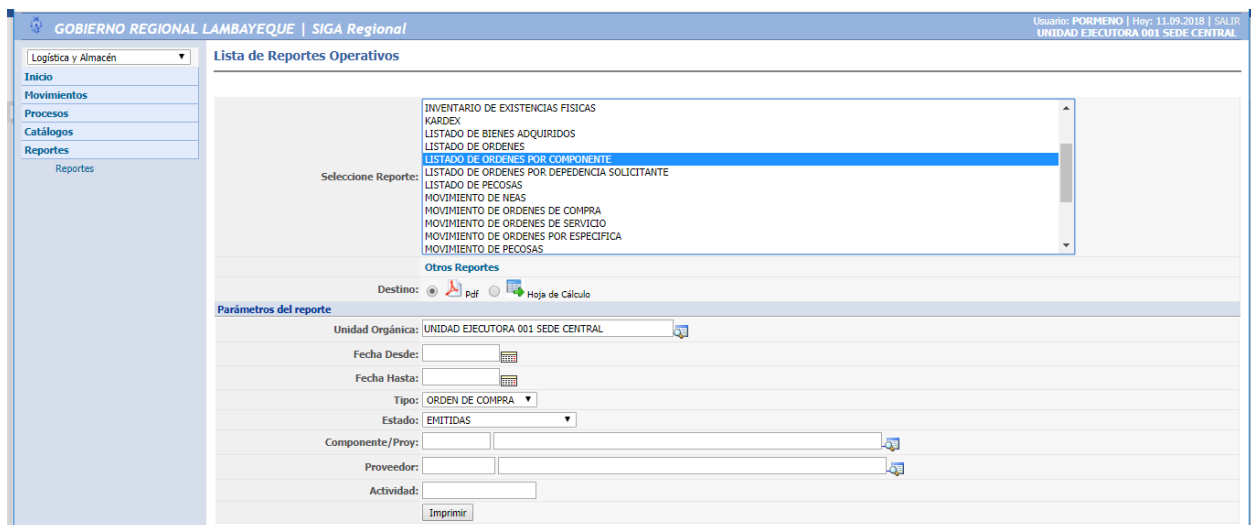 GOBIERNO REGIONAL LAMBAYEQUE | SIGA Regional
Usuario: PORMENO | Hoy: 11.09.2018 | SALIR
UNIDAD EJECUTORA 001 SEDE CENTRAL
Logística y Almacén
Inicio
Movimientos
Procesos
Catálogos
Reportes
Reportes
Lista de Reportes Operativos
Seleccione Reporte:
INVENTARIO DE EXISTENCIAS FISICAS
KARDEX
LISTADO DE BIENES ADQUIRIDOS
LISTADO DE ORDENES
LISTADO DE ORDENES POR COMPONENTE
LISTADO DE ORDENES POR DEPEDENCIA SOLICITANTE
LISTADO DE PECOSAS
MOVIMIENTO DE NEAS
MOVIMIENTO DE ORDENES DE COMPRA
MOVIMIENTO DE ORDENES DE SERVICIO
MOVIMIENTO DE ORDENES POR ESPECIFICA
MOVIMIENTO DE PECOSAS
Otros Reportes
Destino: Pdf Hoja de Cálculo
Parámetros del reporte
Unidad Orgánica: UNIDAD EJECUTORA 001 SEDE CENTRAL
Fecha Desde:
Fecha Hasta:
Tipo: ORDEN DE COMPRA
Estado: EMITIDAS
Componente/Proy:
Proveedor:
Actividad:
Imprimir